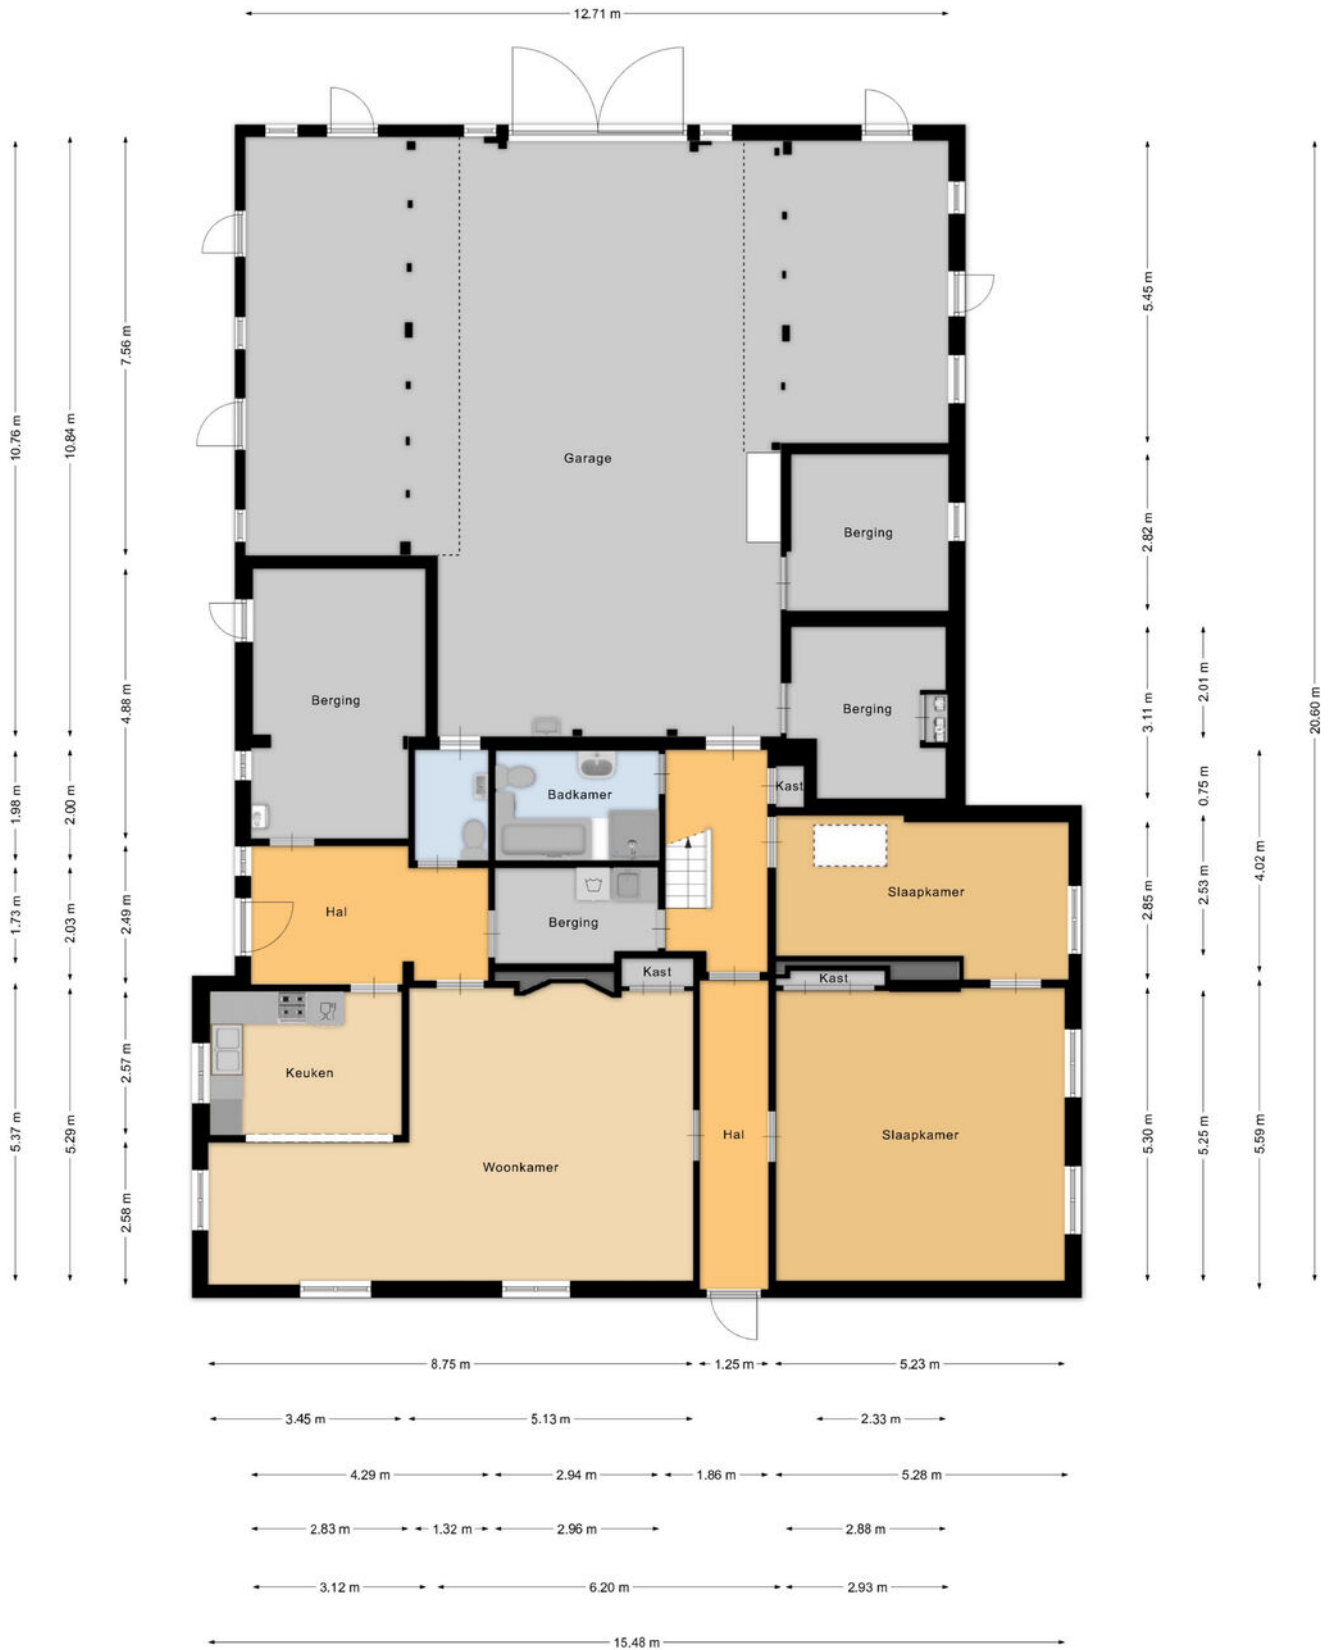 12.71 m
10.76 m
10.84 m
7.56 m
5.45 m
20.60 m
Garage
Berging
2.82 m
Berging
4.88 m
Berging
3.11 m
2.01 m
Badkamer
Kast
1.98 m
2.00 m
0.75 m
4.02 m
Slaapkamer
Hal
Berging
1.73 m
2.03 m
2.49 m
2.85 m
2.53 m
Kast
Kast
Keuken
2.57 m
Woonkamer
Hal
Slaapkamer
5.37 m
5.29 m
2.58 m
5.30 m
5.25 m
5.59 m
8.75 m
1.25 m
5.23 m
3.45 m
5.13 m
2.33 m
4.29 m
2.94 m
1.86 m
5.28 m
2.83 m
1.32 m
2.96 m
2.88 m
3.12 m
6.20 m
2.93 m
15.48 m